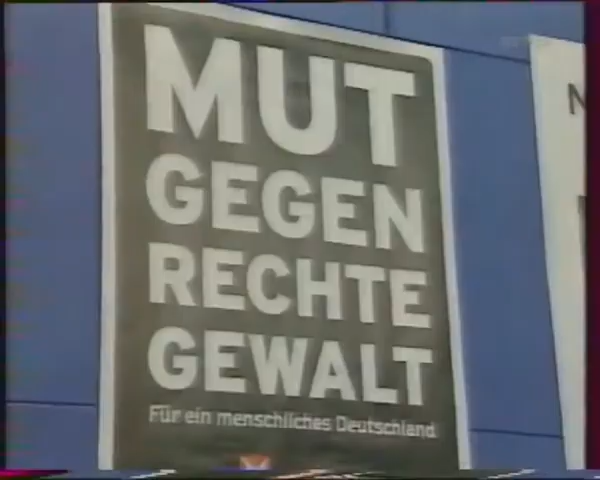 MUT
GEGEN
RECHTE
GEWALT
Für ein menschliches Deutschland
N